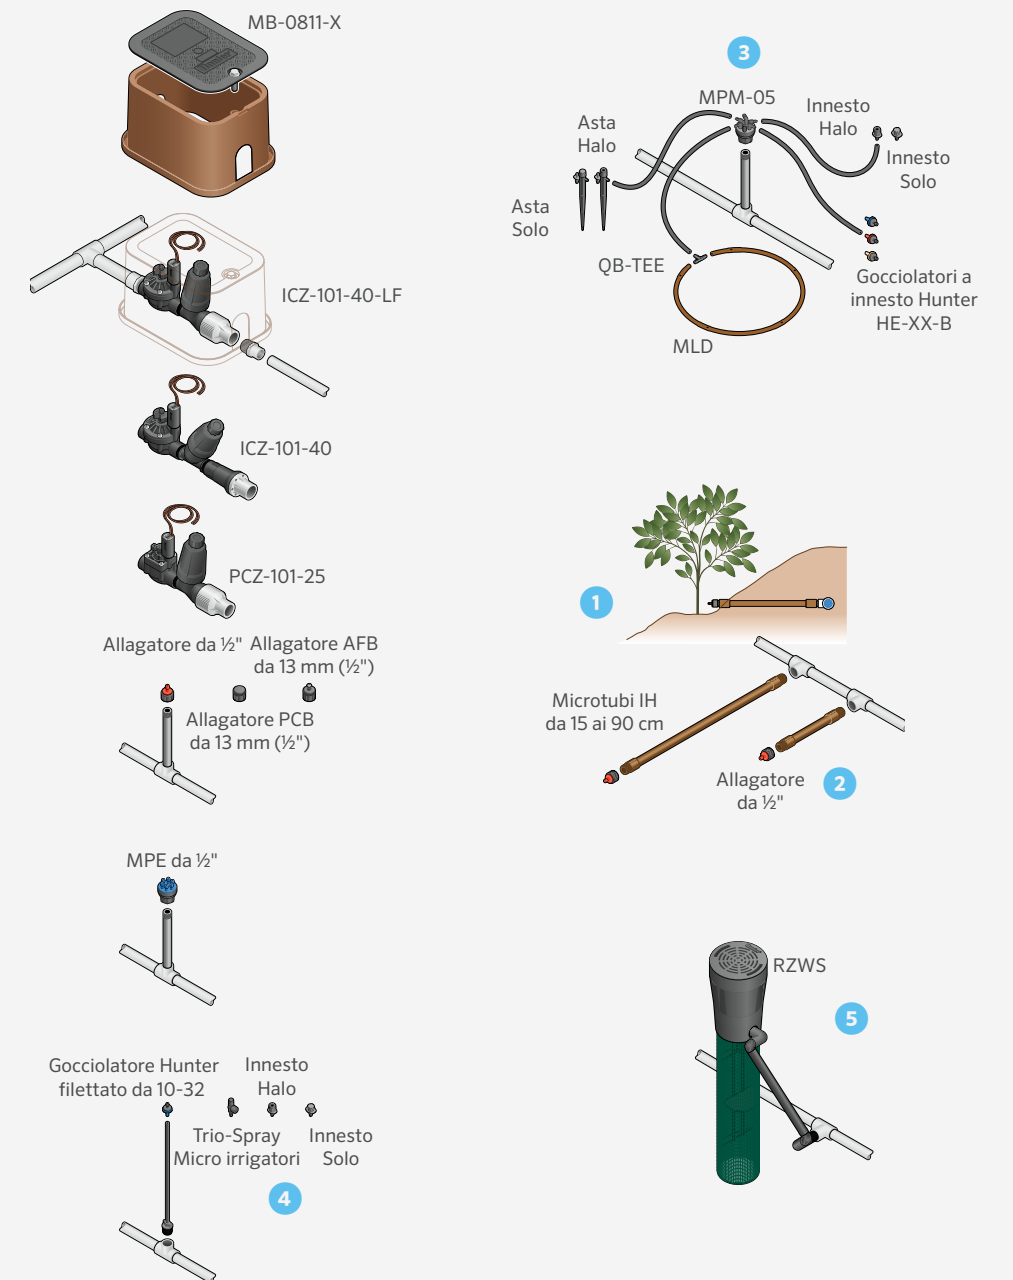 MB-0811-X
ICZ-101-40-LF
ICZ-101-40
PCZ-101-25
Allagatore da ½"
Allagatore AFB
da 13 mm (½")
Allagatore PCB
da 13 mm (½")
MPE da ½"
Gocciolatore Hunter
filettato da 10-32
Innesto
Halo
Trio-Spray
Micro irrigatori
Innesto
Solo
4
3
MPM-05
Asta
Halo
Innesto
Halo
Innesto
Solo
Asta
Solo
QB-TEE
Gocciolatori a
innesto Hunter
HE-XX-B
MLD
1
Microtubi IH
da 15 ai 90 cm
Allagatore
da ½"
2
RZWS
5